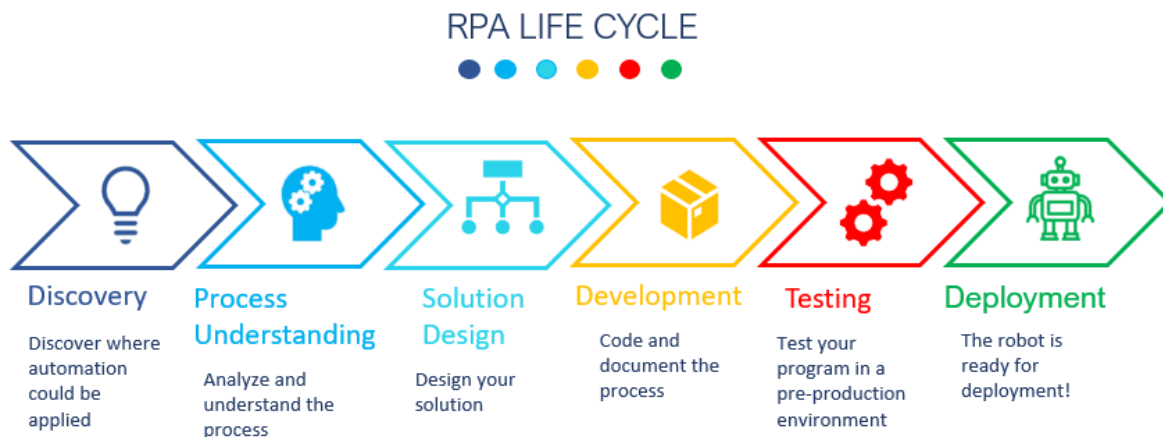 RPA LIFE CYCLE
Discovery
Discover where
automation
could be
applied
Process
Understanding
Analyze and
understand the
process
Solution
Design
Design your
solution
Development
Code and
document the
process
Testing
Test your
program in a
pre-production
environment
Deployment
The robot is
ready for
deployment!